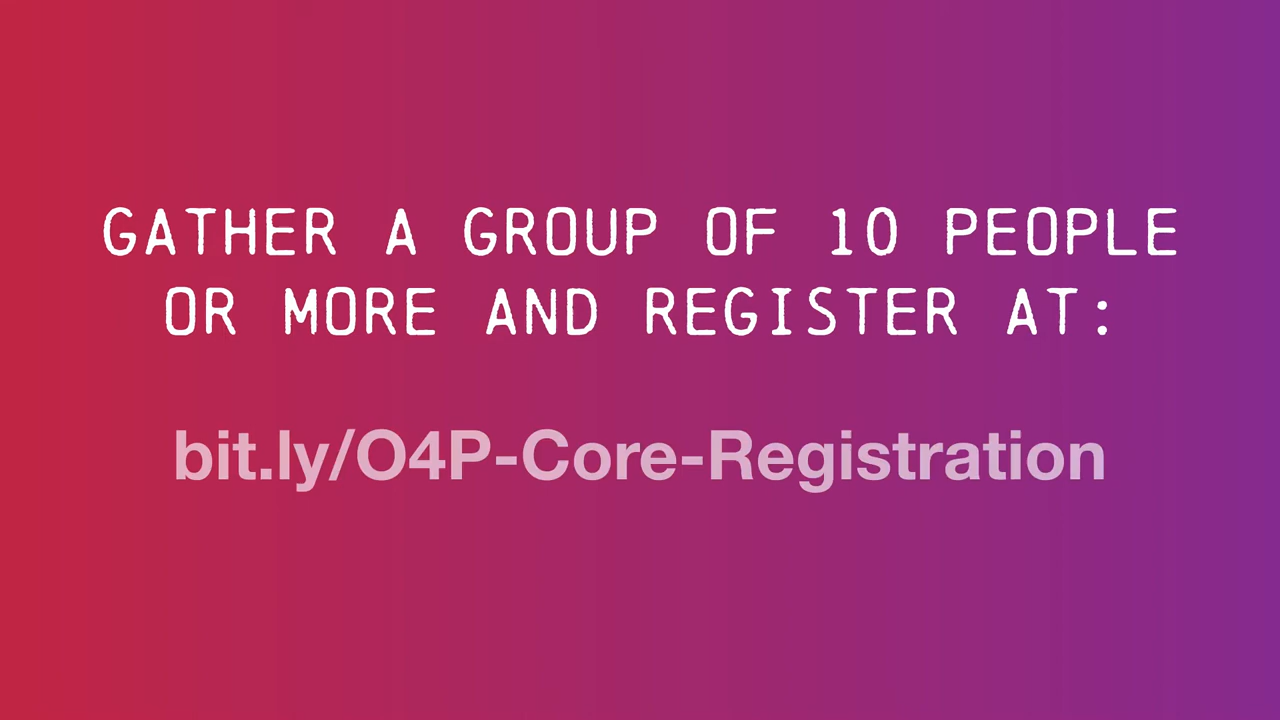 GATHER A GROUP OF 10 PEOPLE
OR MORE AND REGISTER AT:
bit.ly/O4P-Core-Registration